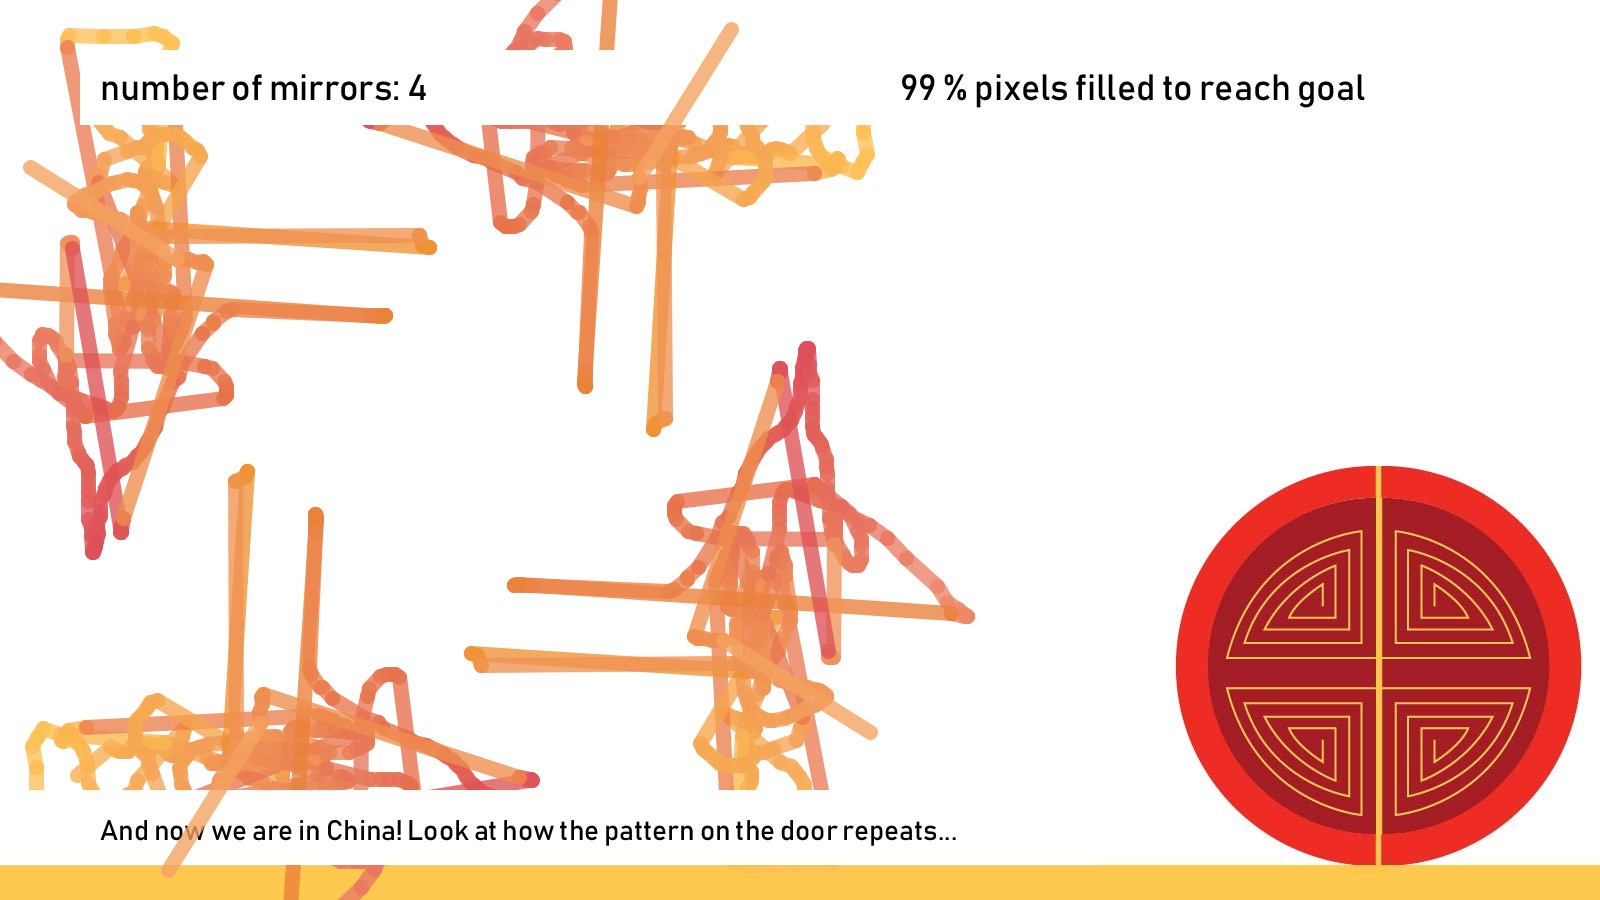 number of mirrors: 4
99 % pixels filled to reach goal
And now we are in China! Look at how the pattern on the door repeats...